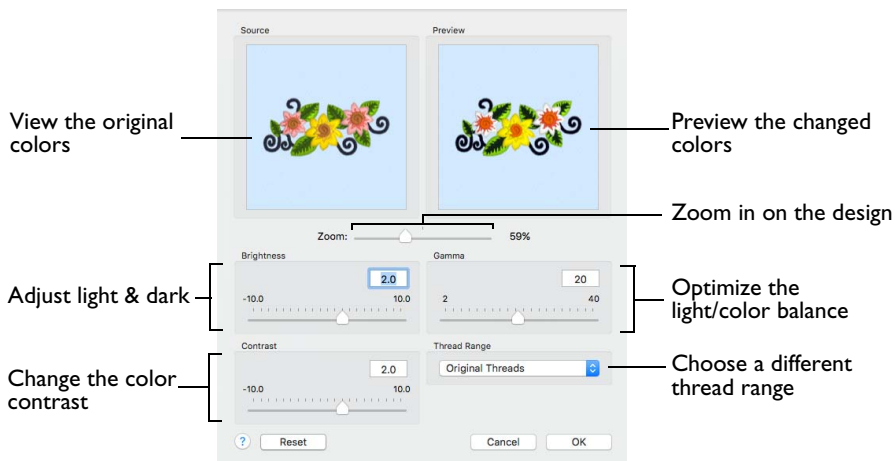 Source
Preview
View the original
colors
Preview the changed
colors
Zoom in on the design
Zoom:
59%
Brightness
Gamma
2.0
20
Adjust light & dark
-10.0
10.0
2
40
Optimize the
light/color balance
Contrast
Thread Range
2.0
Original Threads
Choose a different
thread range
Change the color
contrast
-10.0
10.0
?
Reset
Cancel
OK